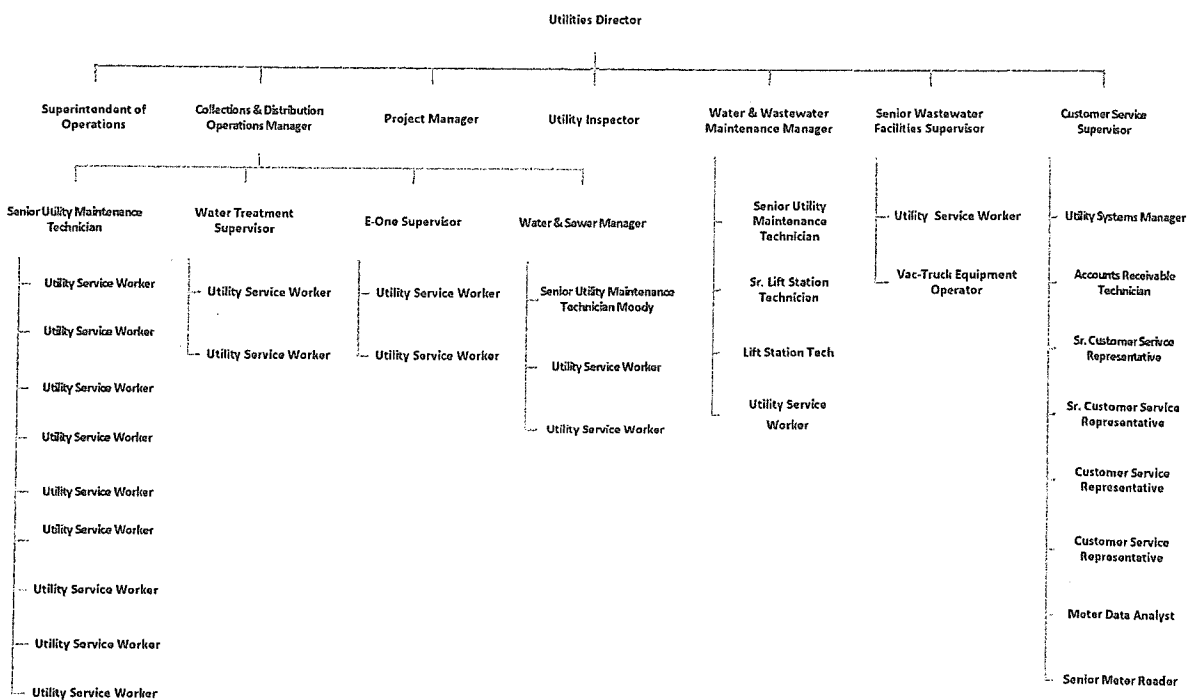 Utilities Director
Superintendent of
Operations
Collections & Distribution
Operations Manager
Project Manager
Utility Inspector
Water & Wastewater
Maintenance Manager
Senior Wastewater
Facilities Supervisor
Customer Service
Supervisor
Senior Utility Maintenance
Technician
Utility Service Worker
Utility Service Worker
Utility Service Worker
Utility Service Worker
Utility Service Worker
Utility Service Worker
Utility Service Worker
Utility Service Worker
Utility Service Worker
Water Treatment
Supervisor
Utility Service Worker
Utility Service Worker
E-One Supervisor
Utility Service Worker
Utility Service Worker
Water & Sewer Manager
Senior Utility Maintenance
Technician Moody
Utility Service Worker
Utility Service Worker
Senior Utility
Maintenance
Technician
Sr. Lift Station
Technician
Lift Station Tech
Utility Service
Worker
Utility Service Worker
Vac-Truck Equipment
Operator
Utility Systems Manager
Accounts Receivable
Technician
Sr. Customer Serivce
Representative
Sr. Customer Service
Representative
Customer Service
Representative
Customer Service
Representative
Meter Data Analyst
Senior Meter Reader